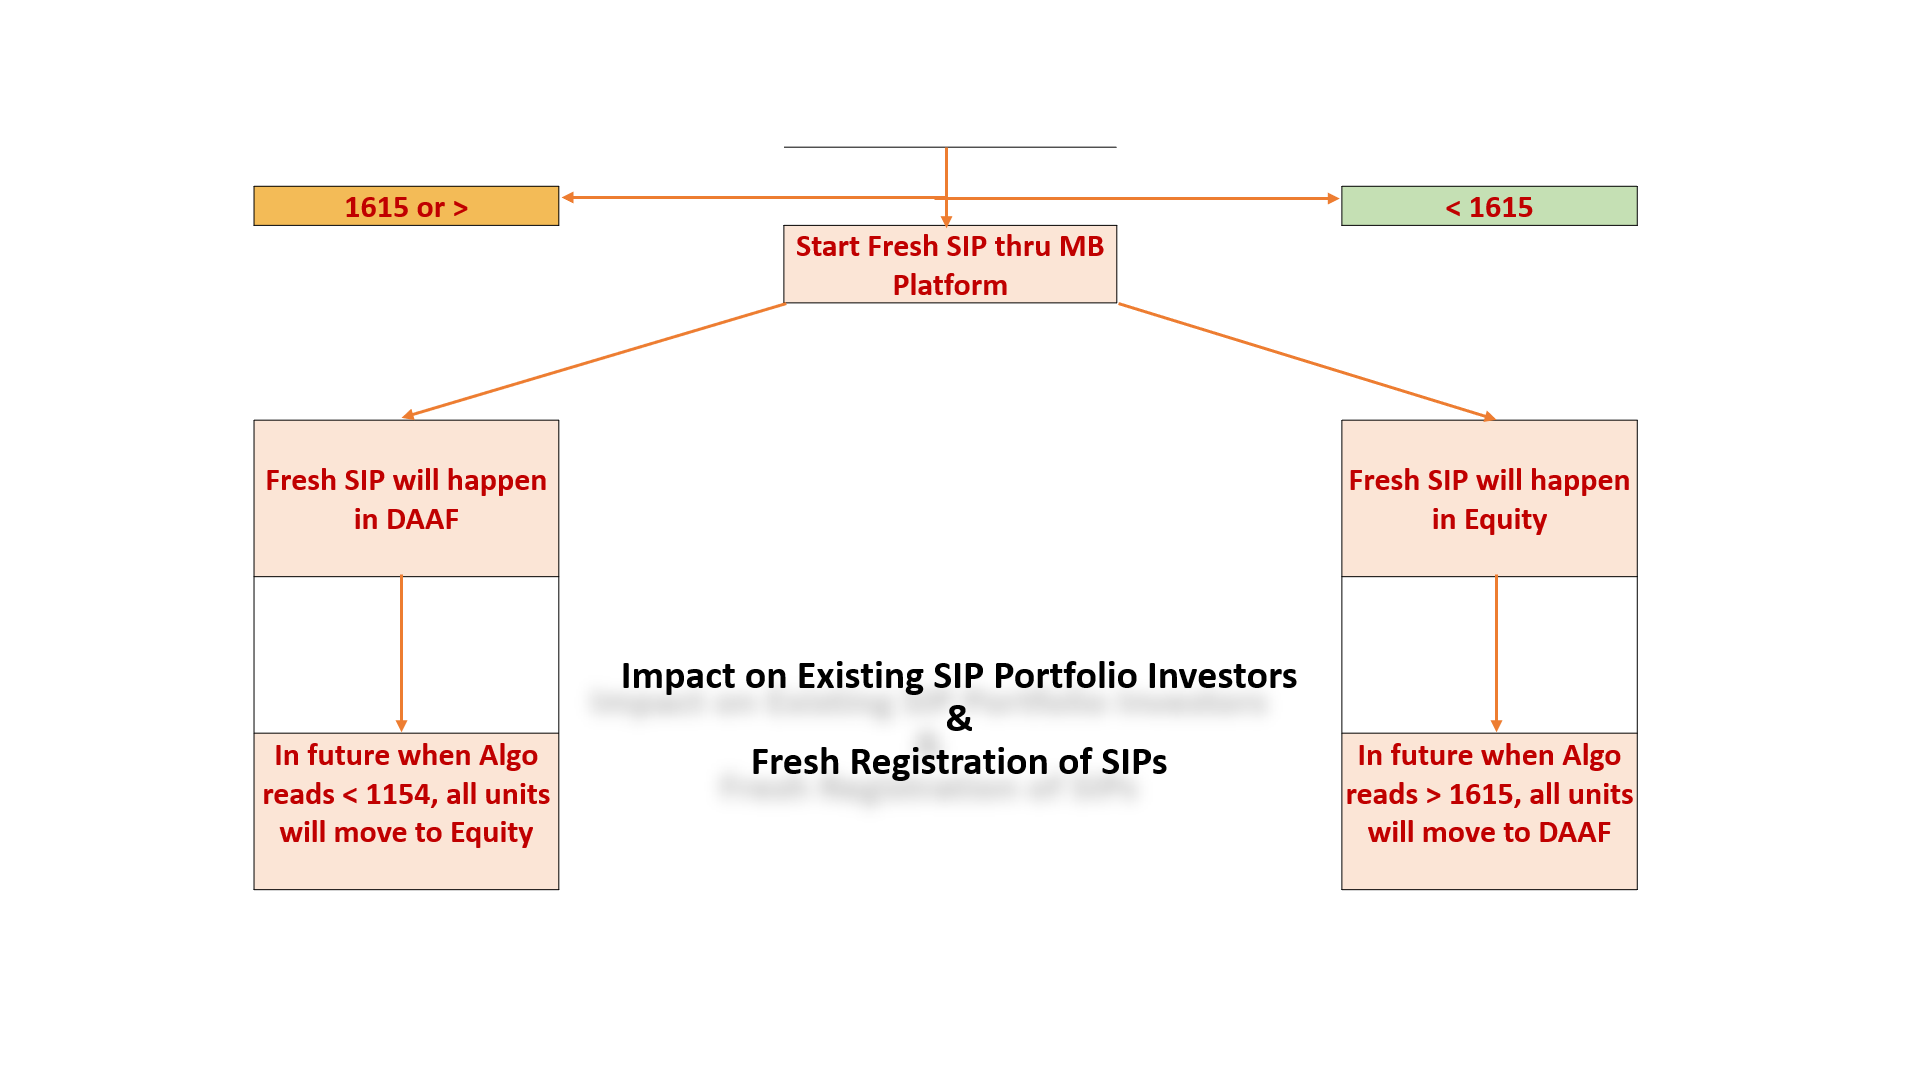 1615 or >
< 1615
Start Fresh SIP thru MB
Platform
Fresh SIP will happen
in DAAF
Fresh SIP will happen
in Equity
Impact on Existing SIP Portfolio Investors
&
Fresh Registration of SIPs
In future when Algo
reads < 1154, all units
will move to Equity
In future when Algo
reads > 1615, all units
will move to DAAF